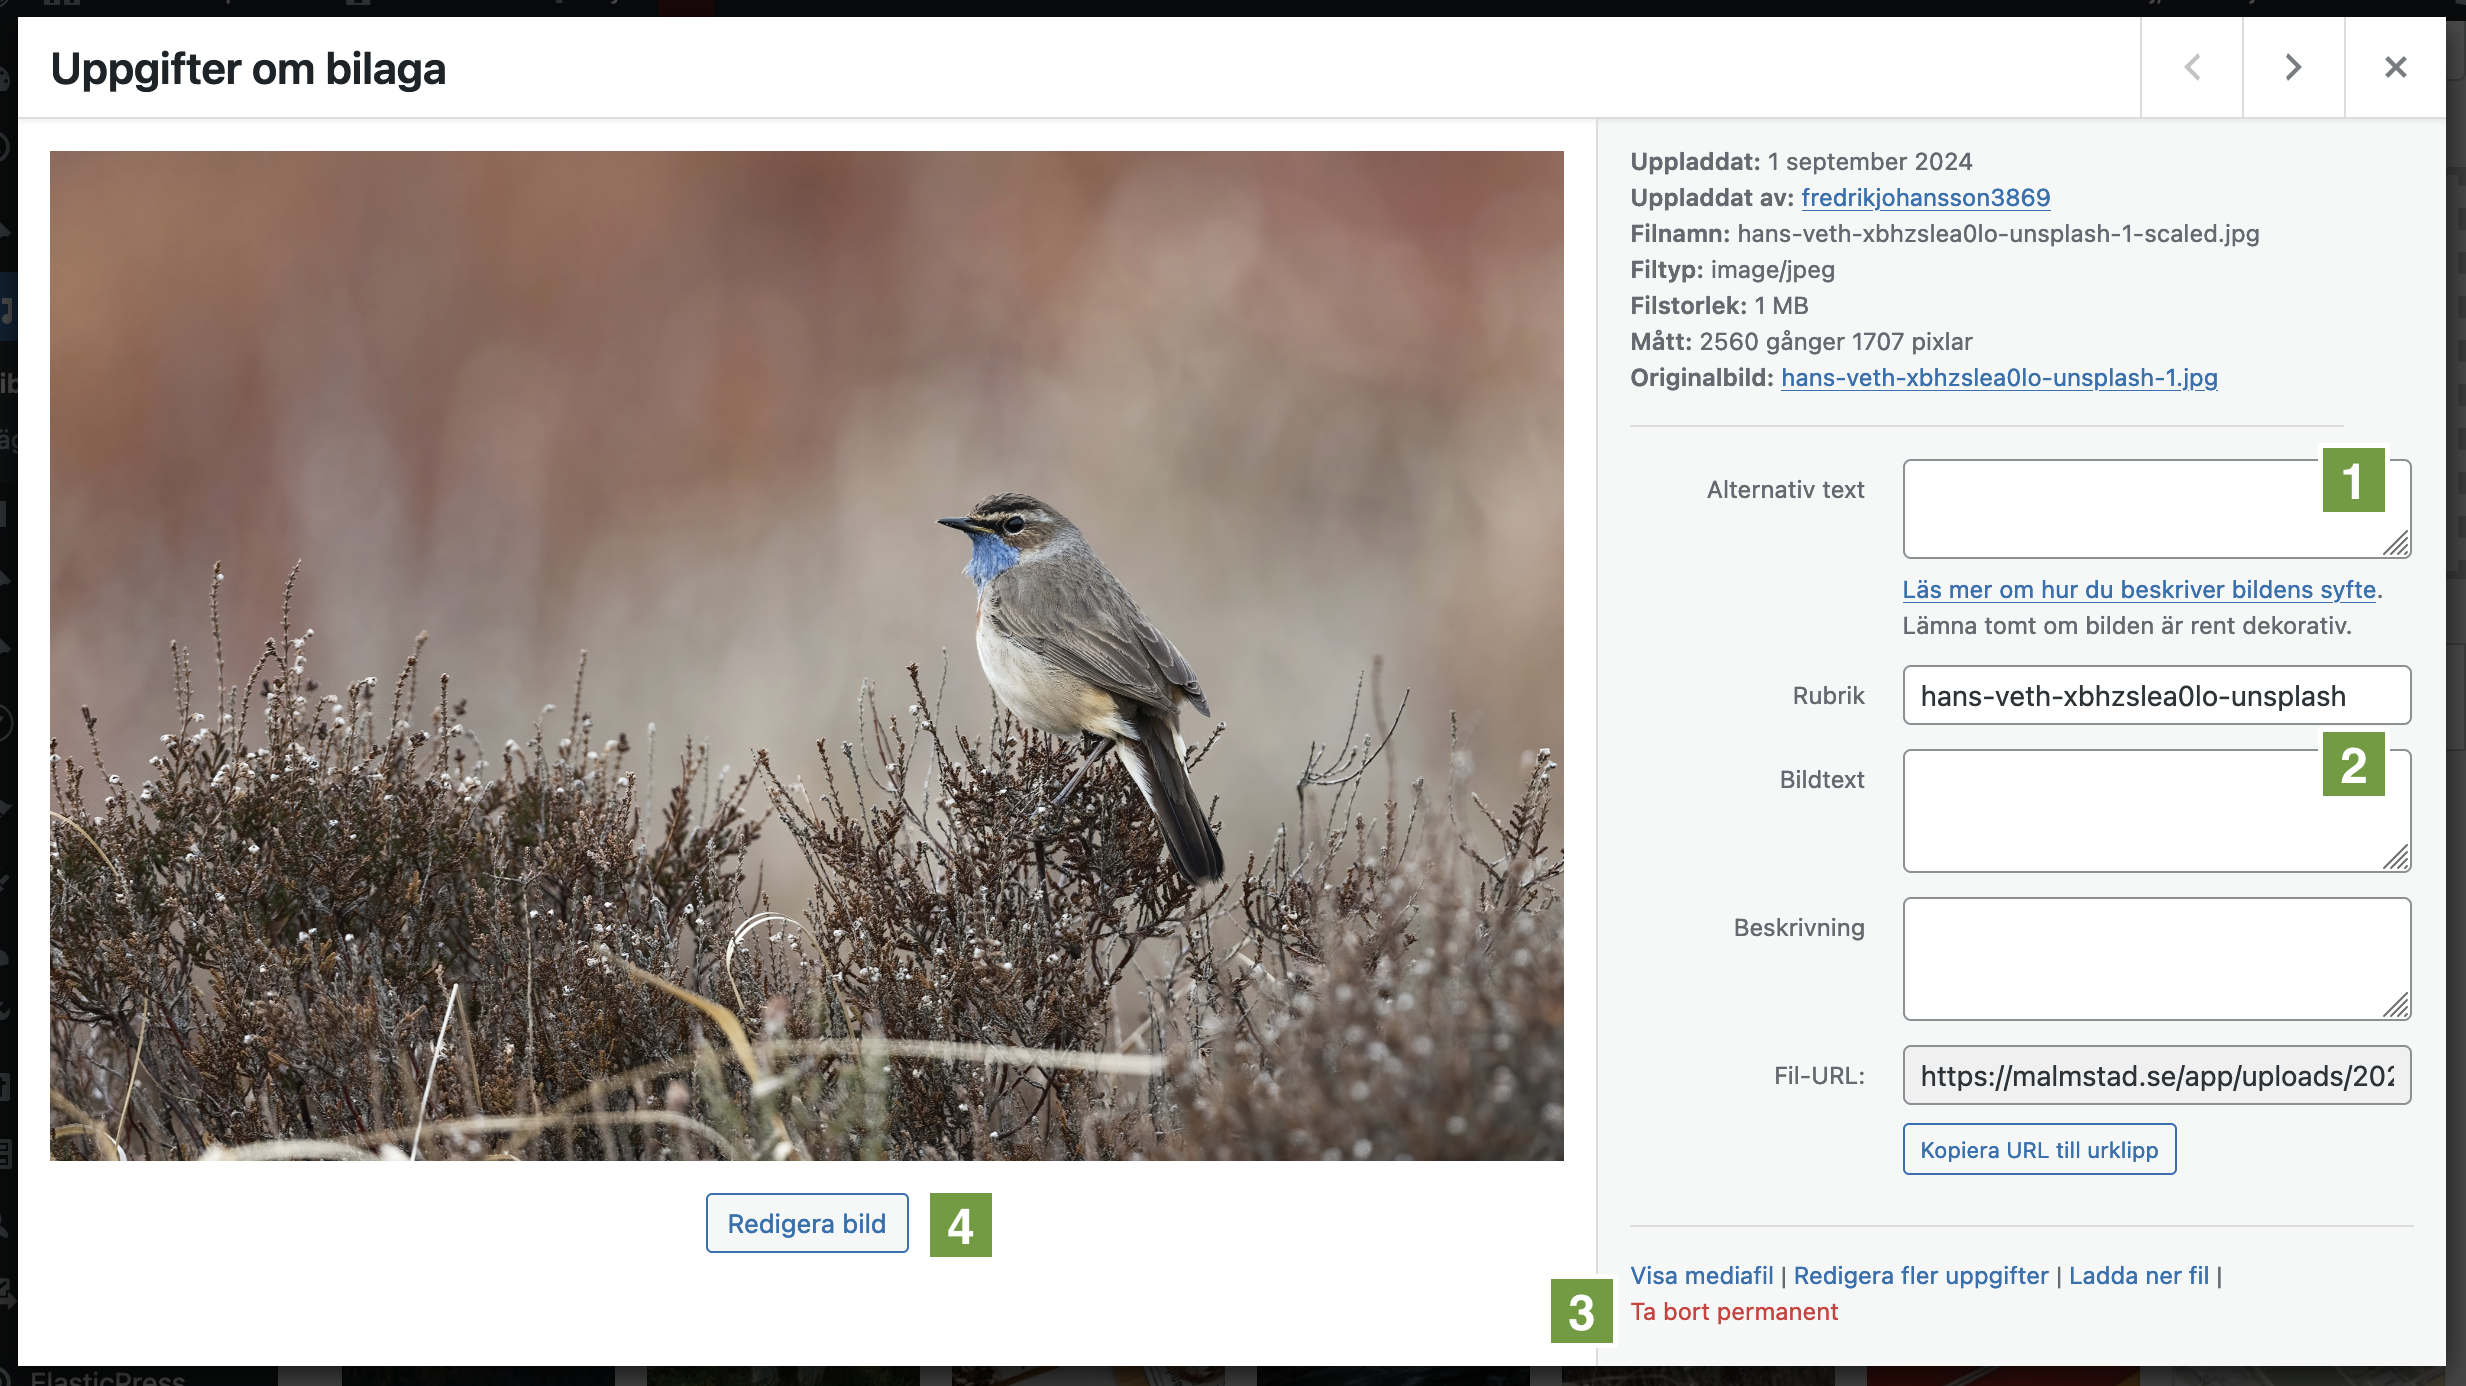 Uppgifter om bilaga
Uppladdat: 1 september 2024
Uppladdat av: fredrikjohansson3869
Filnamn: hans-veth-xbhzslea0lo-unsplash-1-scaled.jpg
Filtyp: image/jpeg
Filstorlek: 1 MB
Mått: 2560 gånger 1707 pixlar
Originalbild: hans-veth-xbhzslea0lo-unsplash-1.jpg
Alternativ text
1
Läs mer om hur du beskriver bildens syfte.
Lämna tomt om bilden är rent dekorativ.
Rubrik hans-veth-xbhzslea0lo-unsplash
Bildtext
2
Beskrivning
Fil-URL: https://malmstad.se/app/uploads/202
Kopiera URL till urklipp
Redigera bild
4
Visa mediafil | Redigera fler uppgifter | Ladda ner fil |
3
Ta bort permanent
ElasticPress